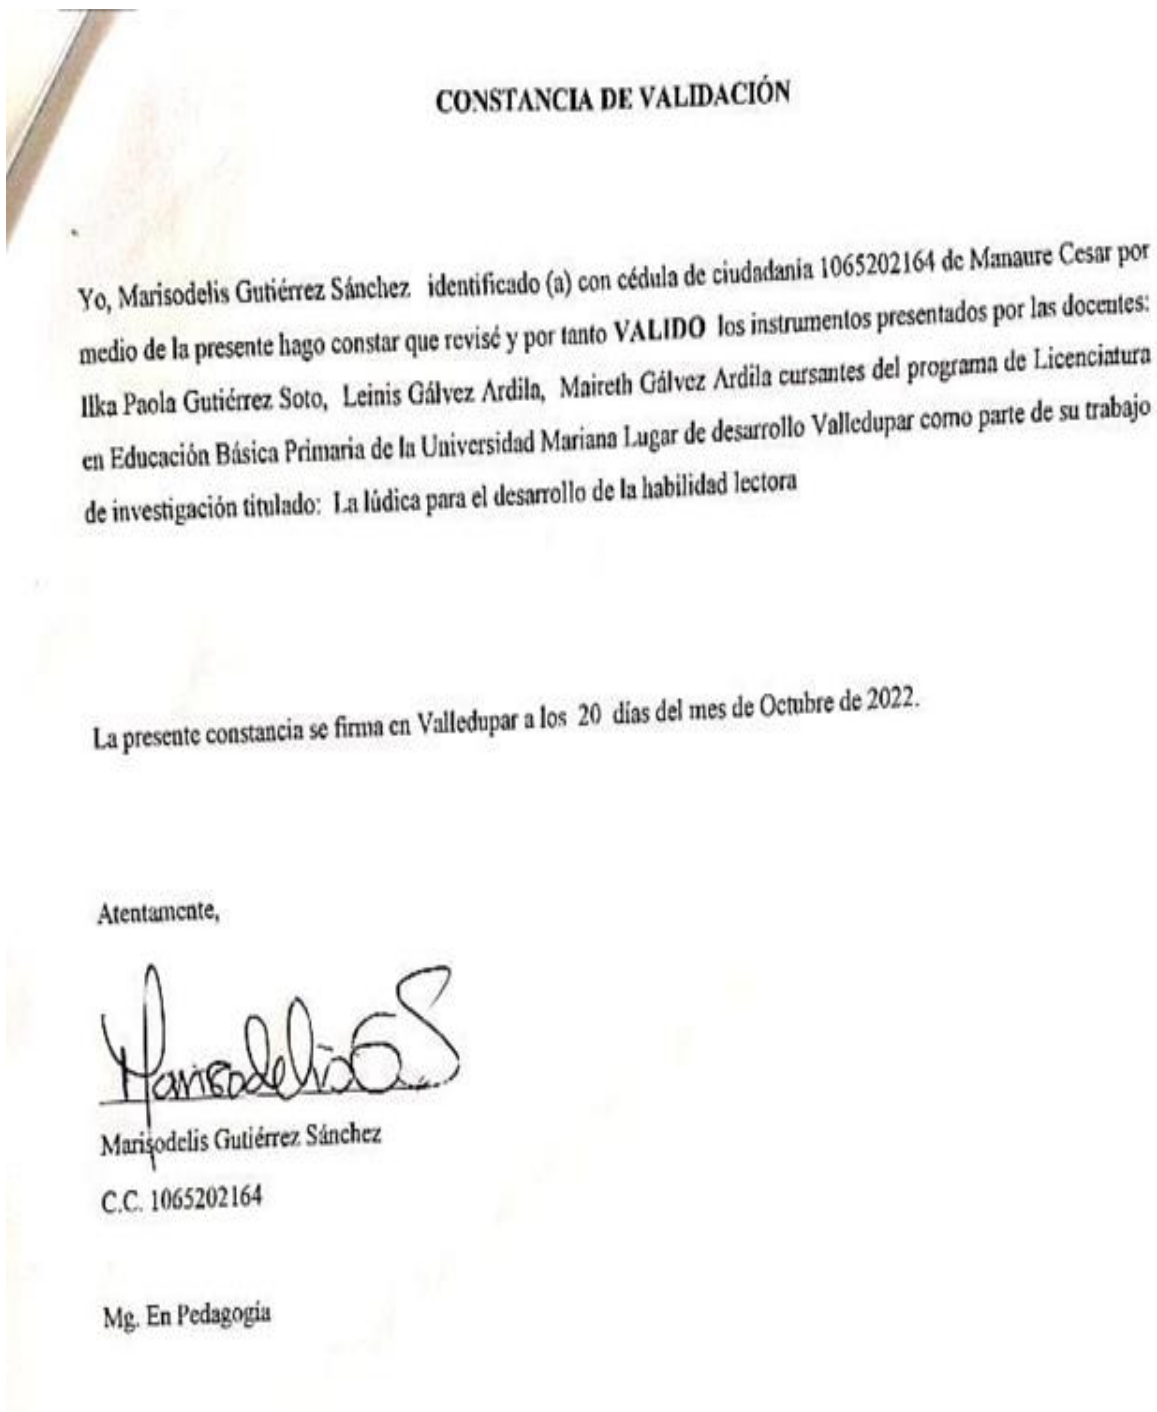 CONSTANCIA DE VALIDACIÓN
Yo, Marisodelis Gutiérrez Sánchez identificado (a) con cédula de ciudadanía 1065202164 de Manaure Cesar por
medio de la presente hago constar que revisé y por tanto VALIDO los instrumentos presentados por las docentes:
Ilka Paola Gutiérrez Soto, Leinis Gálvez Ardila, Maireth Gálvez Ardila cursantes del programa de Licenciatura
en Educación Básica Primaria de la Universidad Mariana Lugar de desarrollo Valledupar como parte de su trabajo
de investigación titulado: La lúdica para el desarrollo de la habilidad lectora
La presente constancia se firma en Valledupar a los 20 días del mes de Octubre de 2022.
Atentamente,
Marisodelis G S
Marisodelis Gutiérrez Sánchez
C.C. 1065202164
Mg. En Pedagogía